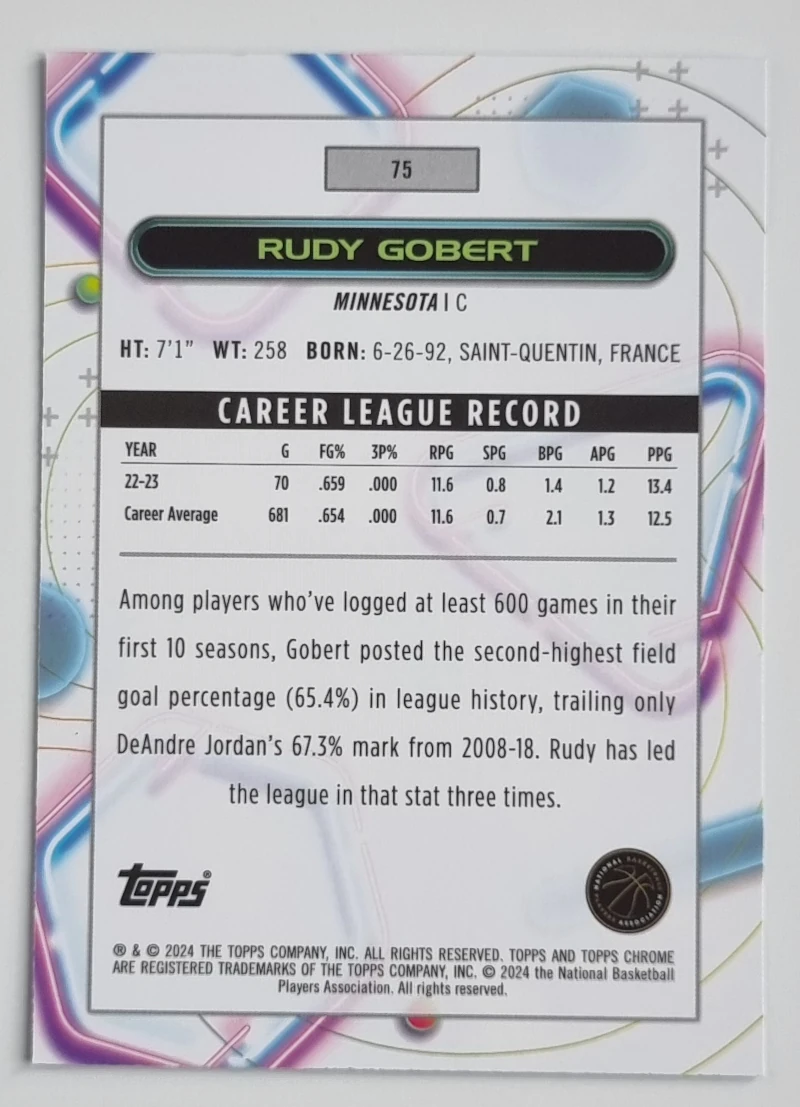 75
RUDY GOBERT
MINNESOTA | C
HT: 7'1" WT: 258 BORN: 6-26-92, SAINT-QUENTIN, FRANCE
CAREER LEAGUE RECORD
YEAR G FG% 3P% RPG SPG BPG APG PPG
22-23 70 .659 .000 11.6 0.8 1.4 1.2 13.4
Career Average 681 .654 .000 11.6 0.7 2.1 1.3 12.5
Among players who've logged at least 600 games in their
first 10 seasons, Gobert posted the second-highest field
goal percentage (65.4%) in league history, trailing only
DeAndre Jordan's 67.3% mark from 2008-18. Rudy has led
the league in that stat three times.
Topps®
NATIONAL BASKETBALL PLAYERS ASSOCIATION
® & © 2024 THE TOPPS COMPANY, INC. ALL RIGHTS RESERVED. TOPPS AND TOPPS CHROME
ARE REGISTERED TRADEMARKS OF THE TOPPS COMPANY, INC. © 2024 the National Basketball
Players Association. All rights reserved.